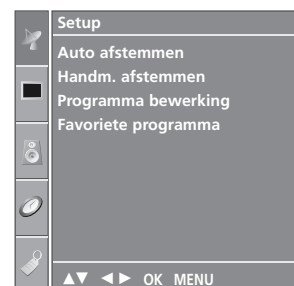 Setup
Auto afstemmen
Handm. afstemmen
Programma bewerking
Favoriete programma
▲▼ ◄► OK MENU